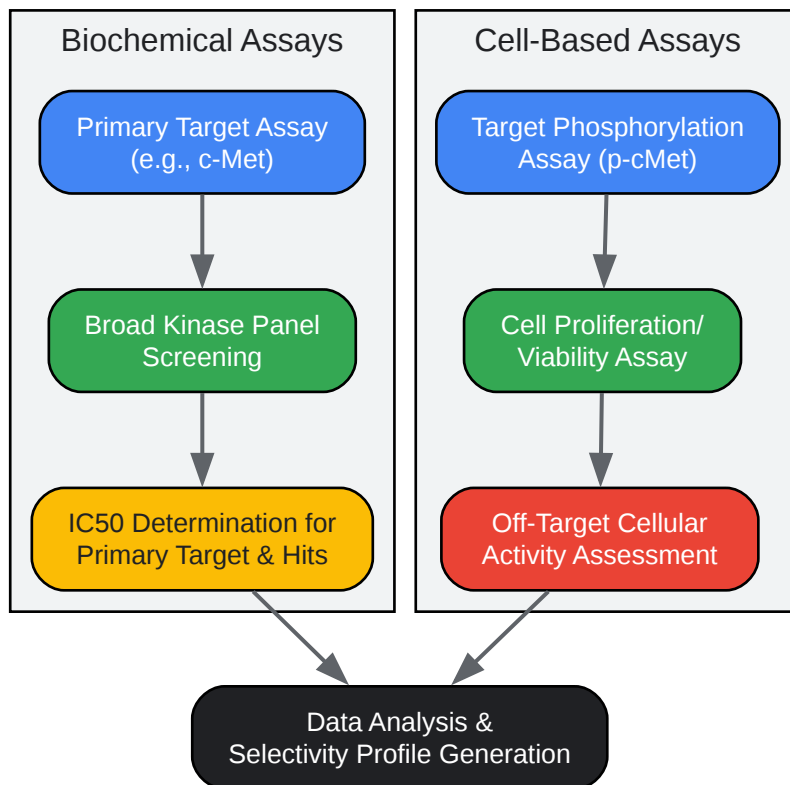 Biochemical Assays
Primary Target Assay
(e.g., c-Met)
Broad Kinase Panel
Screening
IC50 Determination for
Primary Target & Hits
Cell-Based Assays
Target Phosphorylation
Assay (p-cMet)
Cell Proliferation/
Viability Assay
Off-Target Cellular
Activity Assessment
Data Analysis &
Selectivity Profile Generation